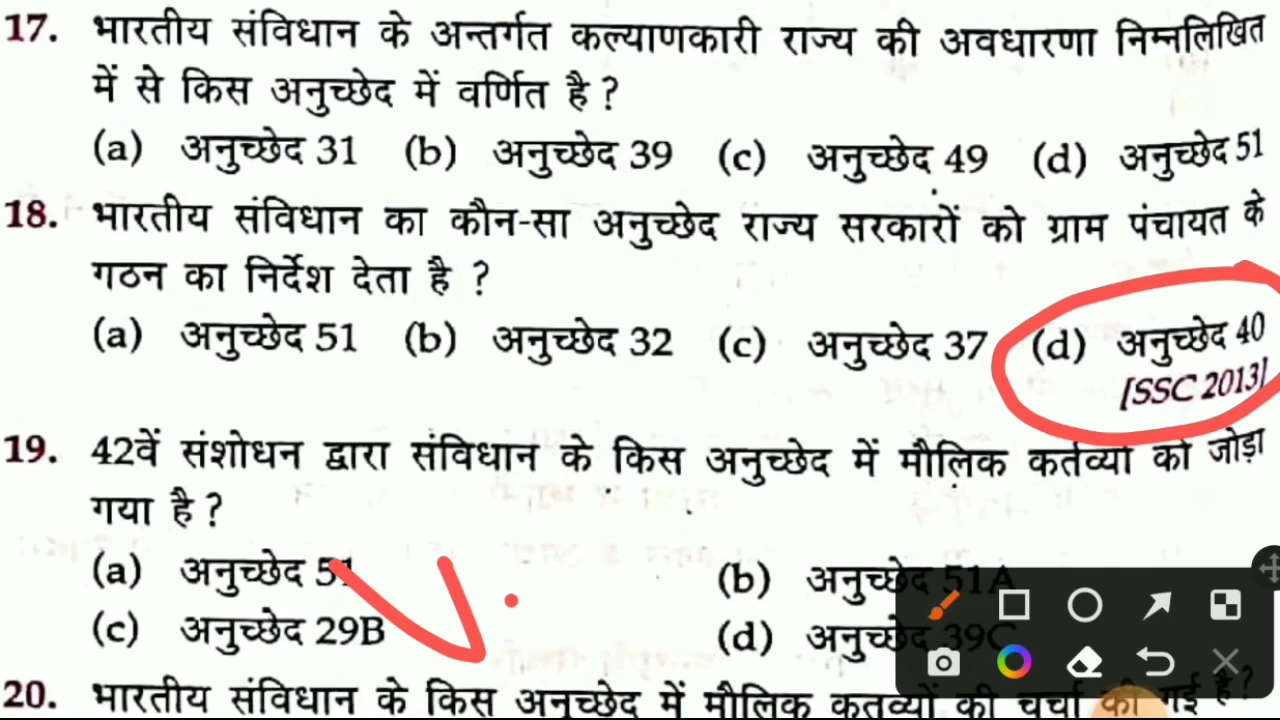 17. भारतीय संविधान के अन्तर्गत कल्याणकारी राज्य की अवधारणा निम्नलिखित
में से किस अनुच्छेद में वर्णित है ?
(a) अनुच्छेद 31 (b) अनुच्छेद 39 (c) अनुच्छेद 49 (d) अनुच्छेद 51
18. भारतीय संविधान का कौन-सा अनुच्छेद राज्य सरकारों को ग्राम पंचायत के
गठन का निर्देश देता है ?
(a) अनुच्छेद 51 (b) अनुच्छेद 32 (c) अनुच्छेद 37 (d) अनुच्छेद 40
[SSC 2013]
19. 42वें संशोधन द्वारा संविधान के किस अनुच्छेद में मौलिक कर्तव्यों को जोड़ा
गया है ?
(a) अनुच्छेद 51 (b) अनुच्छेद 51A
(c) अनुच्छेद 29B (d) अनुच्छेद 39C
20. भारतीय संविधान के किस अनुच्छेद में मौलिक कर्तव्यों की चर्चा की गई है ?